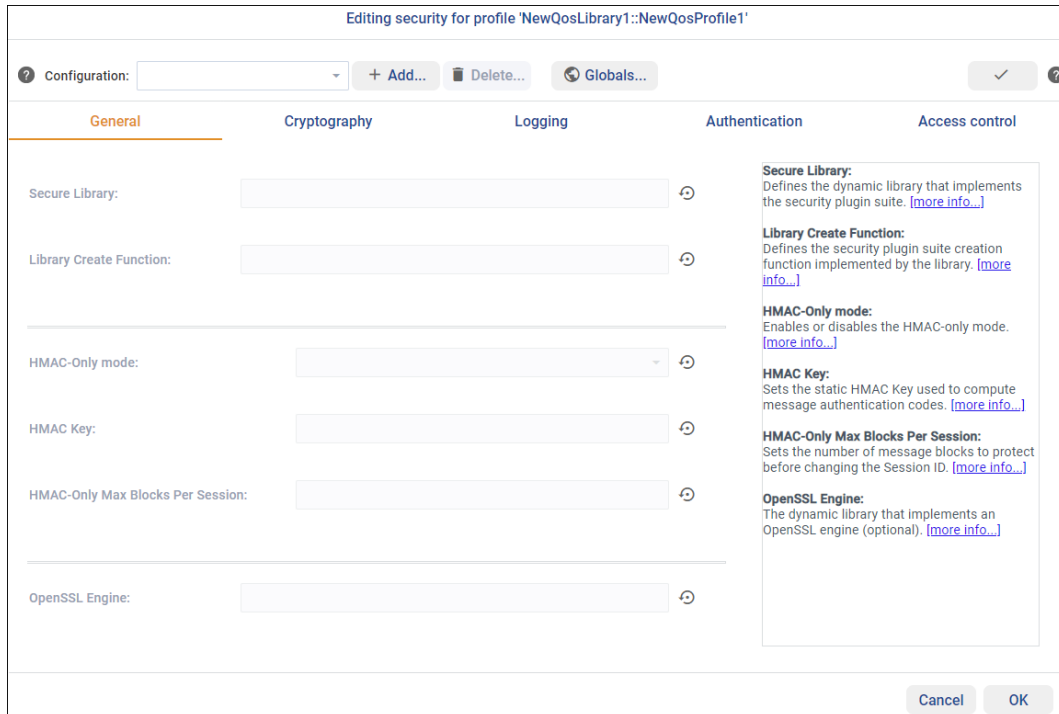 Editing security for profile 'NewQosLibrary1::NewQosProfile1'
? Configuration: + Add... Delete... Globals... ?
General Cryptography Logging Authentication Access control
Secure Library:
Library Create Function:
HMAC-Only mode:
HMAC Key:
HMAC-Only Max Blocks Per Session:
OpenSSL Engine:
Secure Library:
Defines the dynamic library that implements
the security plugin suite. [more info...]
Library Create Function:
Defines the security plugin suite creation
function implemented by the library. [more
info...]
HMAC-Only mode:
Enables or disables the HMAC-only mode.
[more info...]
HMAC Key:
Sets the static HMAC Key used to compute
message authentication codes. [more info...]
HMAC-Only Max Blocks Per Session:
Sets the number of message blocks to protect
before changing the Session ID. [more info...]
OpenSSL Engine:
The dynamic library that implements an
OpenSSL engine (optional). [more info...]
Cancel OK